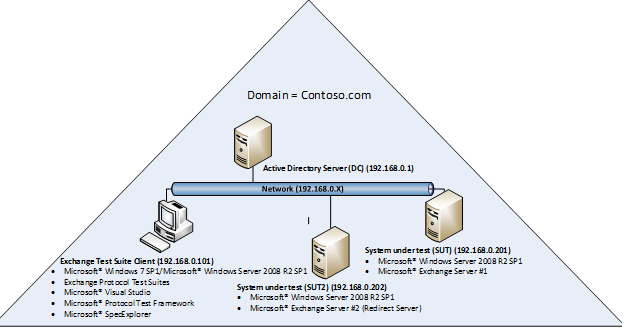 Domain = Contoso.com
Active Directory Server (DC) (192.168.0.1)
Network (192.168.0.X)
System under test (SUT) (192.168.0.201)
• Microsoft® Windows Server 2008 R2 SP1
• Microsoft® Exchange Server #1
Exchange Test Suite Client (192.168.0.101)
• Microsoft® Windows 7 SP1/Microsoft® Windows Server 2008 R2 SP1
• Exchange Protocol Test Suites
• Microsoft® Visual Studio
• Microsoft® Protocol Test Framework
• Microsoft® SpecExplorer
System under test (SUT2) (192.168.0.202)
• Microsoft® Windows Server 2008 R2 SP1
• Microsoft® Exchange Server #2 (Redirect Server)